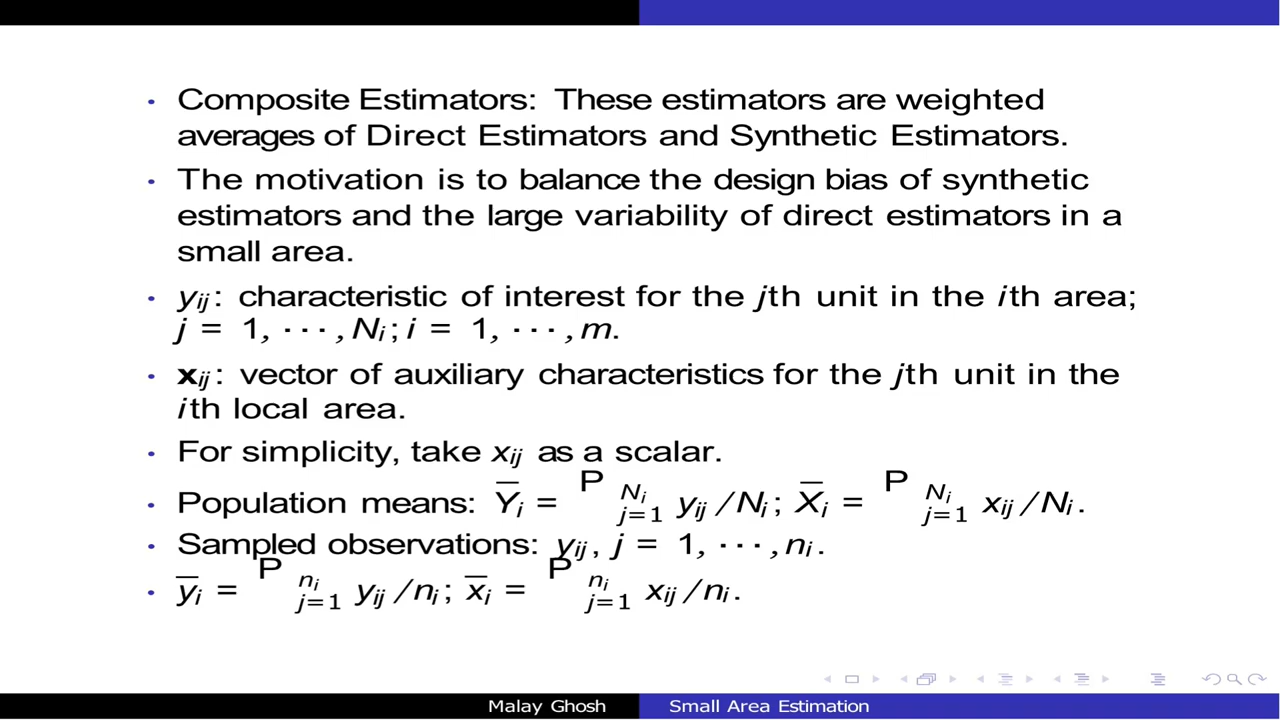 • Composite Estimators: These estimators are weighted
averages of Direct Estimators and Synthetic Estimators.
• The motivation is to balance the design bias of synthetic
estimators and the large variability of direct estimators in a
small area.
• yij : characteristic of interest for the jth unit in the ith area;
j = 1, · · · , Ni ; i = 1, · · · , m.
• xij : vector of auxiliary characteristics for the jth unit in the
ith local area.
• For simplicity, take xij as a scalar.
• Population means: Y̅i = P Ni j=1 yij /Ni ; X̅i = P Ni j=1 xij /Ni .
• Sampled observations: yij , j = 1, · · · , ni .
• y̅i = P ni j=1 yij /ni ; x̅i = P ni j=1 xij /ni .
Malay Ghosh Small Area Estimation